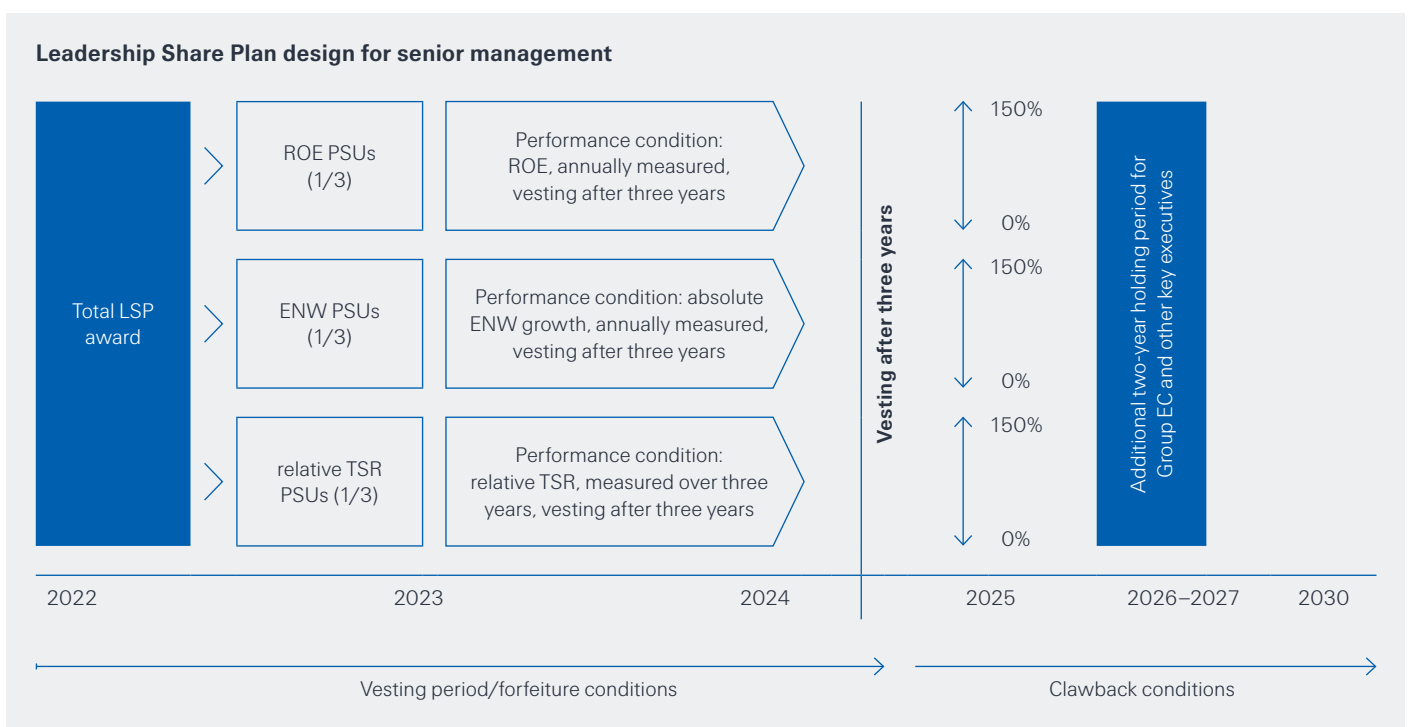 Leadership Share Plan design for senior management
Total LSP
award
ROE PSUs
(1/3)
Performance condition:
ROE, annually measured,
vesting after three years
ENW PSUs
(1/3)
Performance condition: absolute
ENW growth, annually measured,
vesting after three years
relative TSR
PSUs (1/3)
Performance condition:
relative TSR, measured over three
years, vesting after three years
Vesting after three years
150%
0%
150%
0%
150%
0%
Additional two-year holding period for
Group EC and other key executives
2022
2023
2024
2025
2026–2027
2030
Vesting period/forfeiture conditions
Clawback conditions